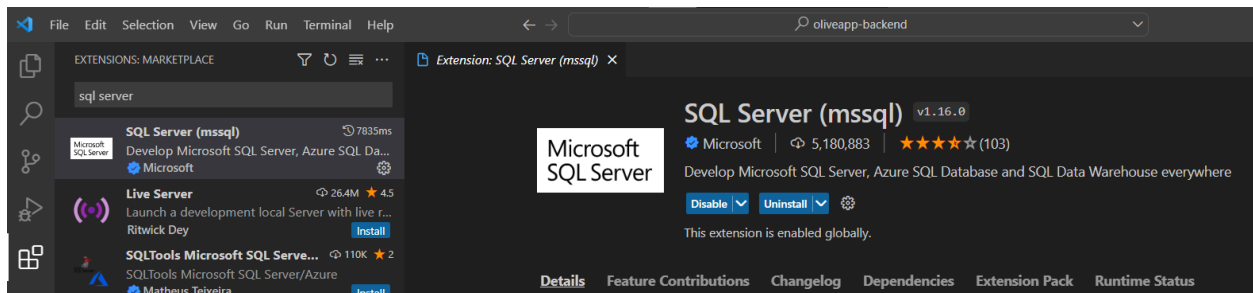 File Edit Selection View Go Run Terminal Help
oliveapp-backend
EXTENSIONS: MARKETPLACE
Extension: SQL Server (mssql)
sql server
SQL Server (mssql) 7835ms
Develop Microsoft SQL Server, Azure SQL Da...
Microsoft
Microsoft
SQL Server
Live Server 26.4M 4.5
Launch a development local Server with live r...
Ritwick Dey Install
SQLTools Microsoft SQL Serve... 110K 2
SQLTools Microsoft SQL Server/Azure
Matheus Teixeira Install
Microsoft
SQL Server
SQL Server (mssql) v1.16.0
Microsoft 5,180,883 (103)
Develop Microsoft SQL Server, Azure SQL Database and SQL Data Warehouse everywhere
Disable Uninstall
This extension is enabled globally.
Details Feature Contributions Changelog Dependencies Extension Pack Runtime Status